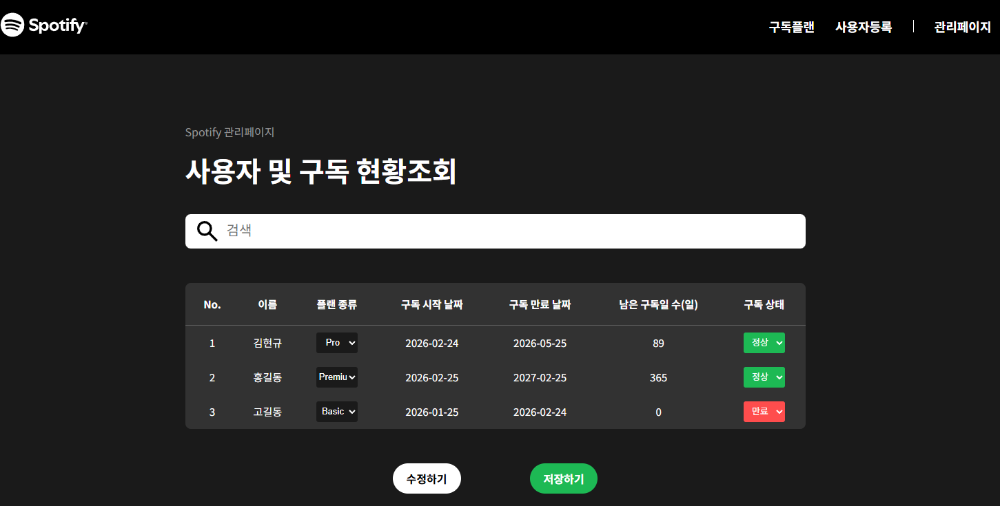 Spotify 구독플랜 사용자등록 | 관리페이지
Spotify 관리페이지
사용자 및 구독 현황조회
검색
No. 이름 플랜 종류 구독 시작 날짜 구독 만료 날짜 남은 구독일 수(일) 구독 상태
1 김현규 Pro 2026-02-24 2026-05-25 89 정상
2 홍길동 Premiu 2026-02-25 2027-02-25 365 정상
3 고길동 Basic 2026-01-25 2026-02-24 0 만료
수정하기 저장하기